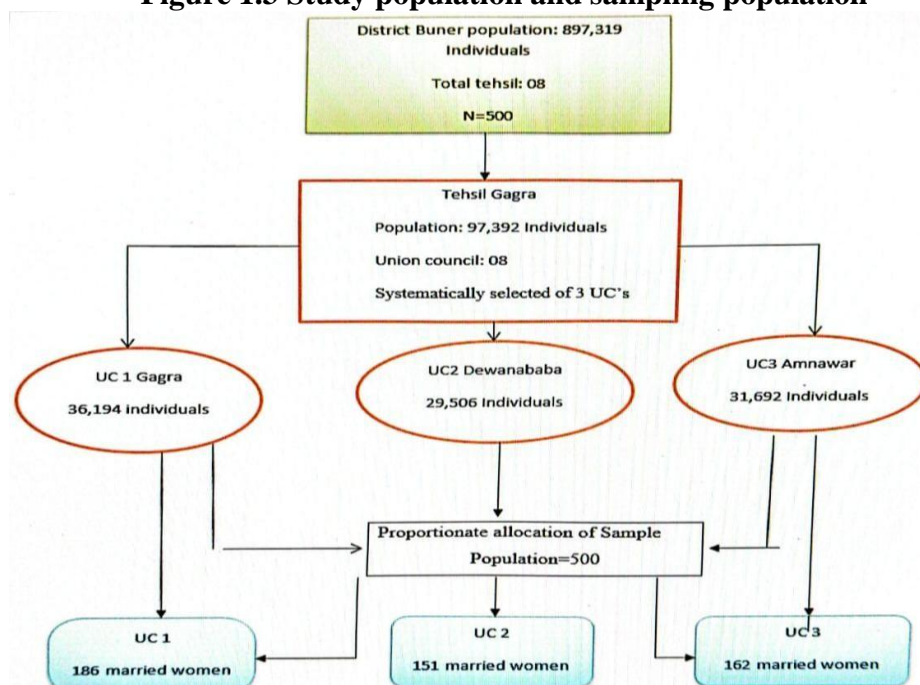 Figure 1.3 Study population and sampling population
District Buner population: 897,319
Individuals
Total tehsil: 08
N=500
Tehsil Gagra
Population: 97,392 Individuals
Union council: 08
Systematically selected of 3 UC's
UC 1 Gagra
36,194 individuals
UC2 Dewanababa
29,506 Individuals
UC3 Amnawar
31,692 Individuals
Proportionate allocation of Sample
Population=500
UC 1
186 married women
UC 2
151 married women
UC 3
162 married women